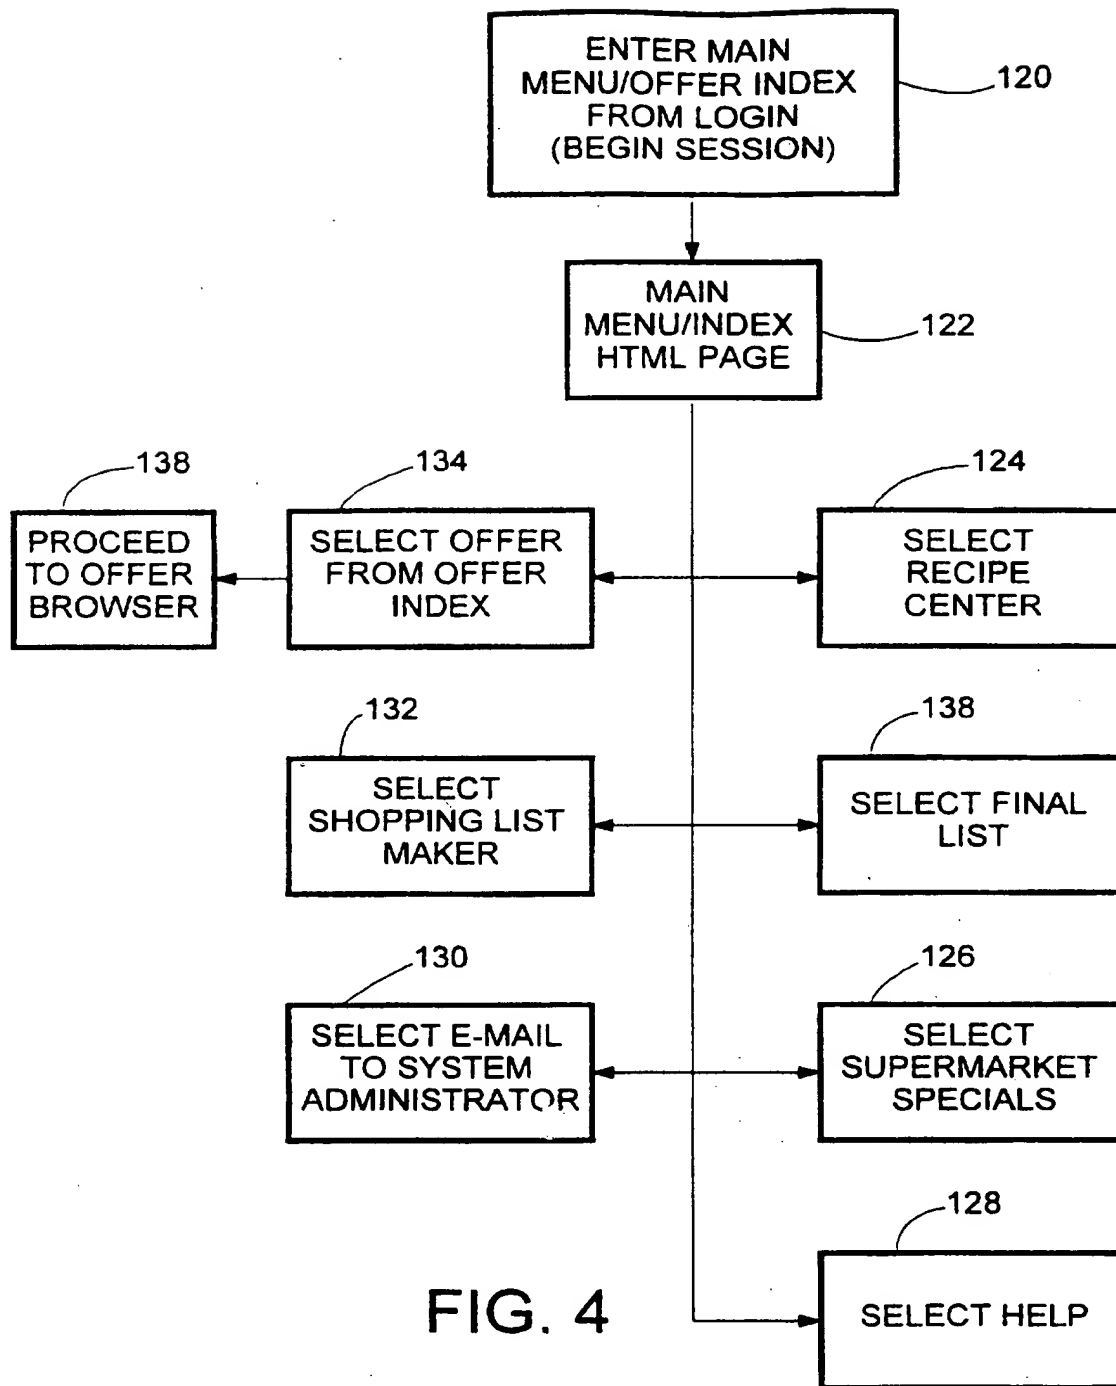 ENTER MAIN
MENU/OFFER INDEX
FROM LOGIN
(BEGIN SESSION)
120
MAIN
MENU/INDEX
HTML PAGE
122
138
PROCEED
TO OFFER
BROWSER
134
SELECT OFFER
FROM OFFER
INDEX
124
SELECT
RECIPE
CENTER
132
SELECT
SHOPPING LIST
MAKER
138
SELECT FINAL
LIST
130
SELECT E-MAIL
TO SYSTEM
ADMINISTRATOR
126
SELECT
SUPERMARKET
SPECIALS
128
SELECT HELP
FIG. 4